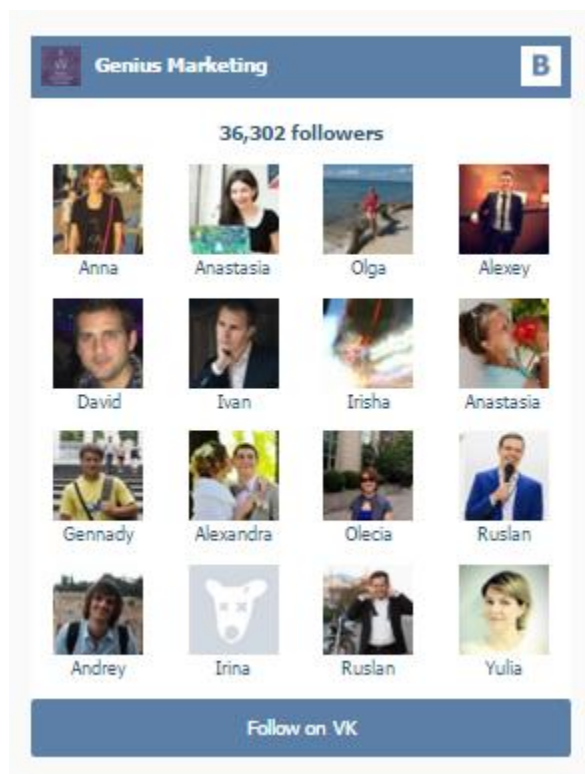 Genius Marketing
B
36,302 followers
Anna Anastasia Olga Alexey
David Ivan Irisha Anastasia
Gennady Alexandra Olecia Ruslan
Andrey Irina Ruslan Yulia
Follow on VK